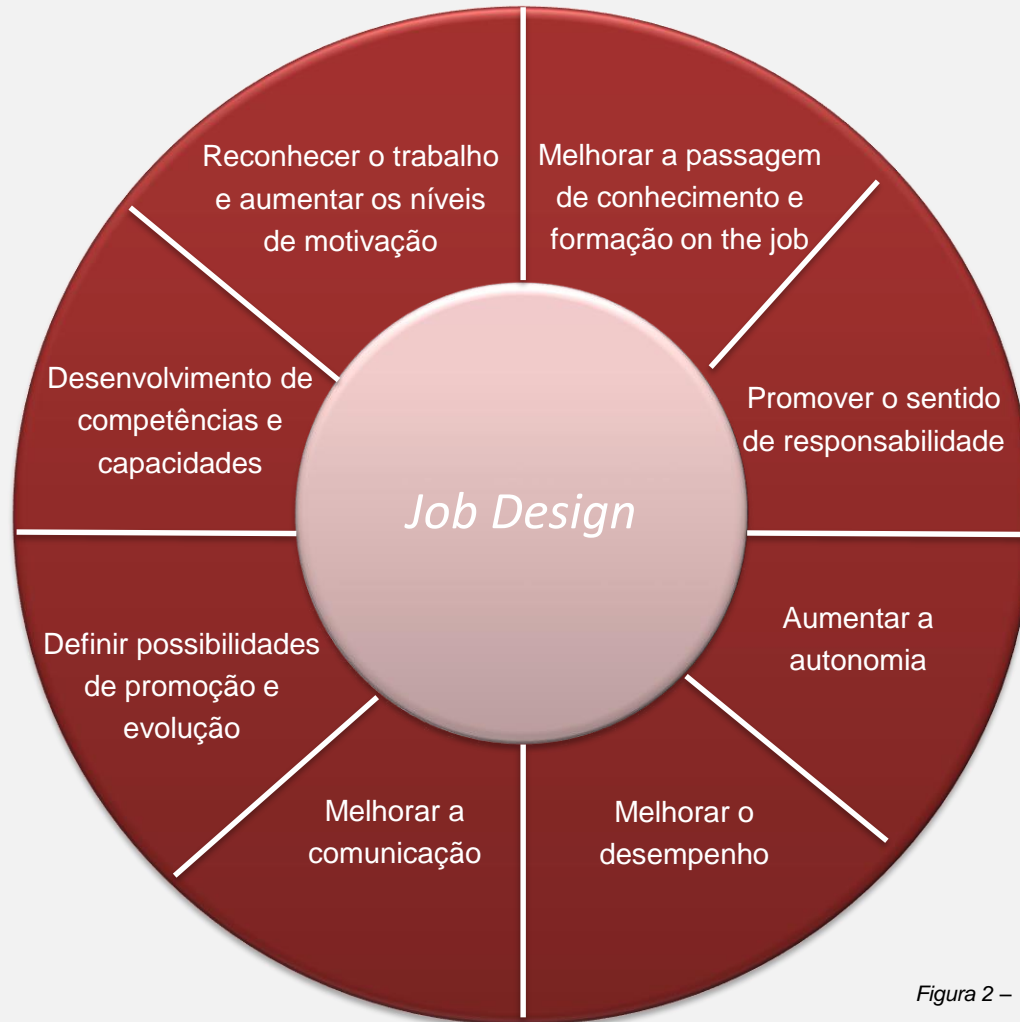 Reconhecer o trabalho
e aumentar os níveis
de motivação
Melhorar a passagem
de conhecimento e
formação on the job
Promover o sentido
de responsabilidade
Aumentar a
autonomia
Melhorar o
desempenho
Melhorar a
comunicação
Definir possibilidades
de promoção e
evolução
Desenvolvimento de
competências e
capacidades
Job Design
Figura 2 –